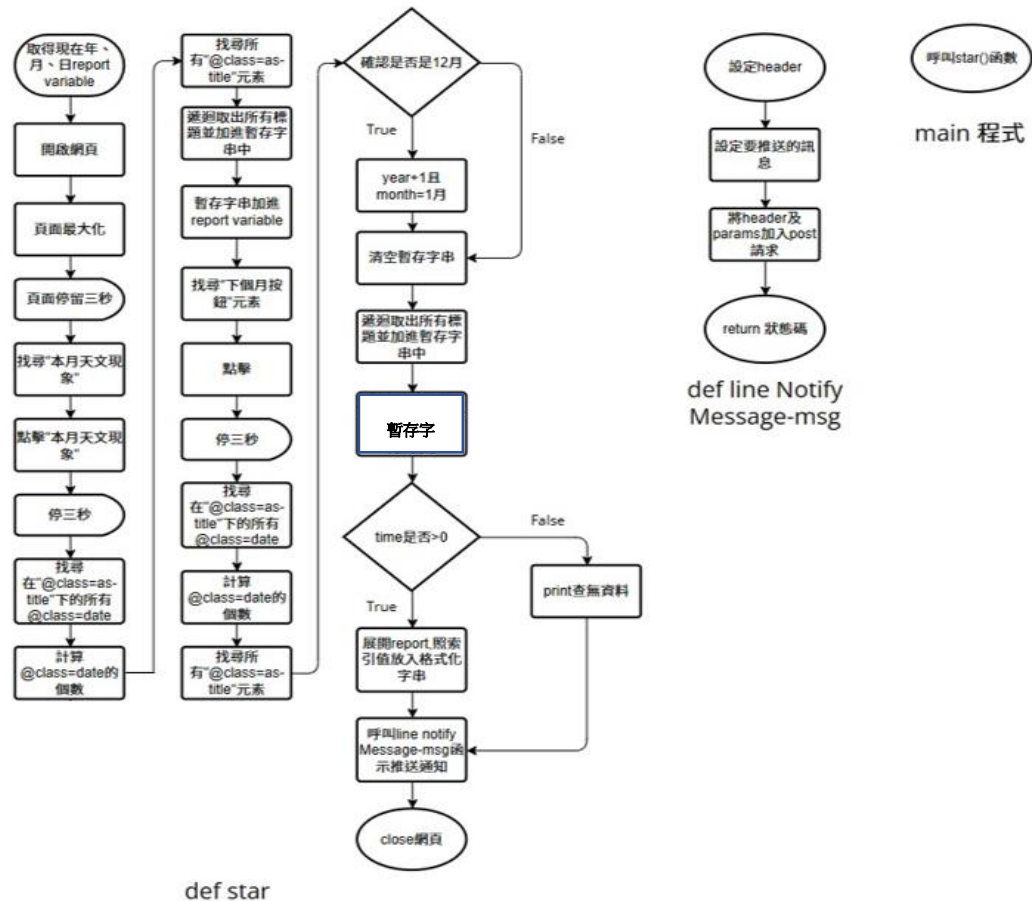 取得現在年、
月、日report
variable
開啟網頁
頁面最大化
頁面停留三秒
找尋"本月天文現
象"
點擊"本月天文現
象"
停三秒
找尋
在"@class=as-
title"下的所有
@class=date
計算
@class=date的
個數
找尋所
有"@class=as-
title"元素
遞迴取出所有標
題並加進暫存字
串中
暫存字串加進
report variable
找尋"下個月按
鈕"元素
點擊
停三秒
找尋
在"@class=as-
title"下的所有
@class=date
計算
@class=date的
個數
找尋所
有"@class=as-
title"元素
確認是否是12月
True
False
year+1且
month=1月
清空暫存字串
遞迴取出所有標
題並加進暫存字
串中
暫存字
time是否>0
False
True
print查無資料
展開report,照索
引值放入格式化
字串
呼叫line notify
Message-msg函
示推送通知
close網頁
def star
設定header
設定要推送的訊
息
將header及
params加入post
請求
return 狀態碼
def line Notify
Message-msg
呼叫star()函數
main 程式